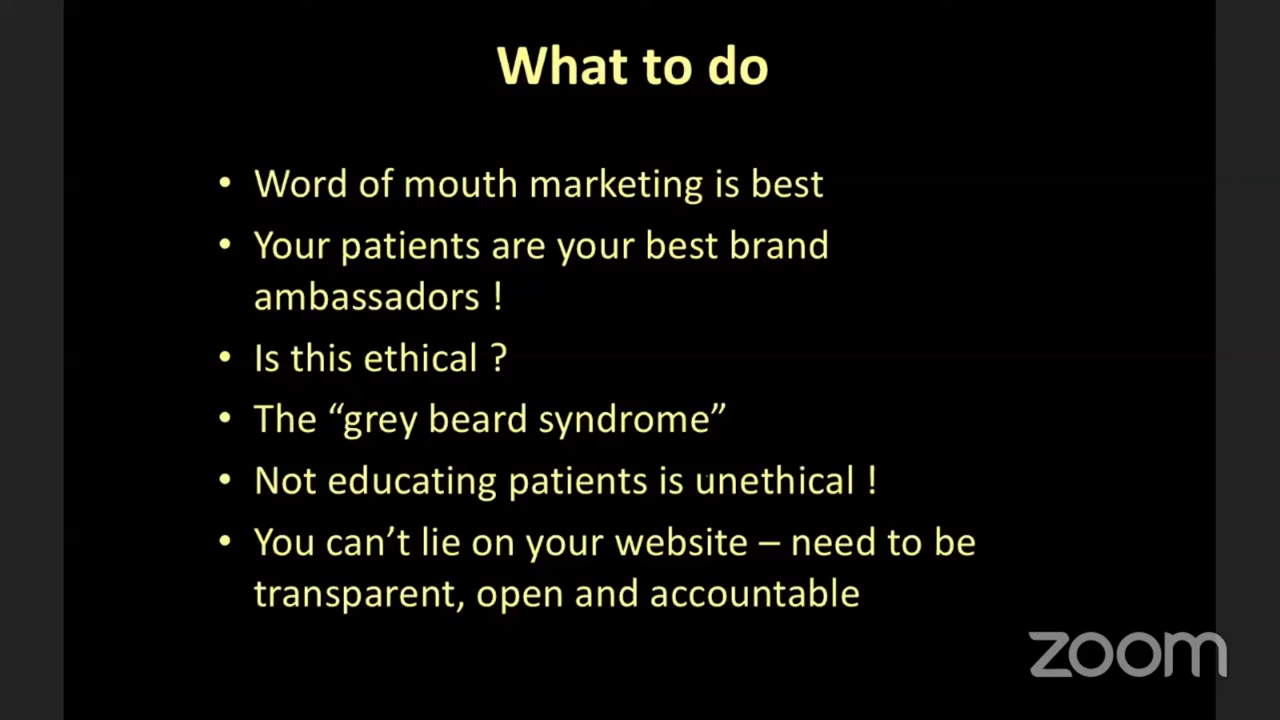 What to do
• Word of mouth marketing is best
• Your patients are your best brand
ambassadors !
• Is this ethical ?
• The “grey beard syndrome”
• Not educating patients is unethical !
• You can’t lie on your website – need to be
transparent, open and accountable
zoom